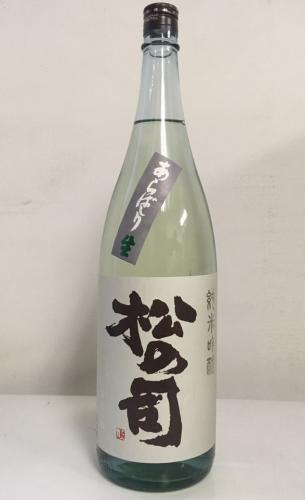 あらばしり 生
純米吟醸
松の司